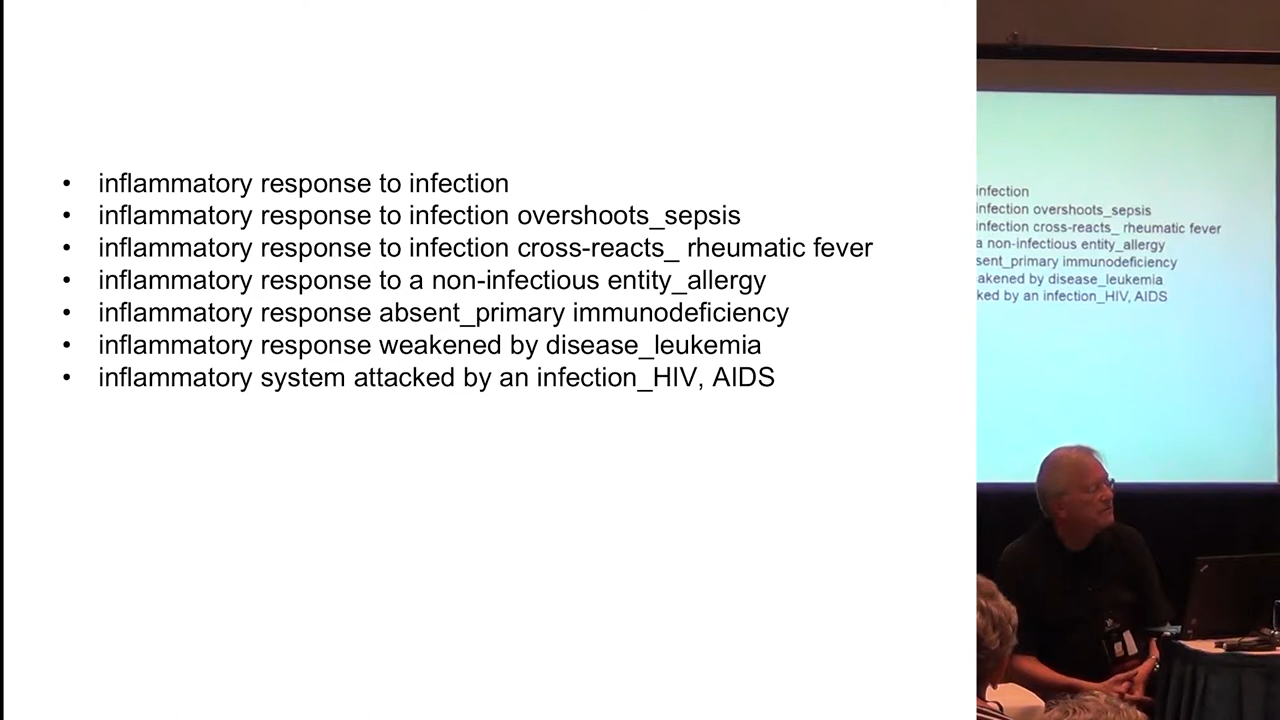 • inflammatory response to infection
• inflammatory response to infection overshoots_sepsis
• inflammatory response to infection cross-reacts_ rheumatic fever
• inflammatory response to a non-infectious entity_allergy
• inflammatory response absent_primary immunodeficiency
• inflammatory response weakened by disease_leukemia
• inflammatory system attacked by an infection_HIV, AIDS
infection
infection overshoots_sepsis
infection cross-reacts_ rheumatic fever
a non-infectious entity_allergy
sent_primary immunodeficiency
akened by disease_leukemia
ked by an infection_HIV, AIDS